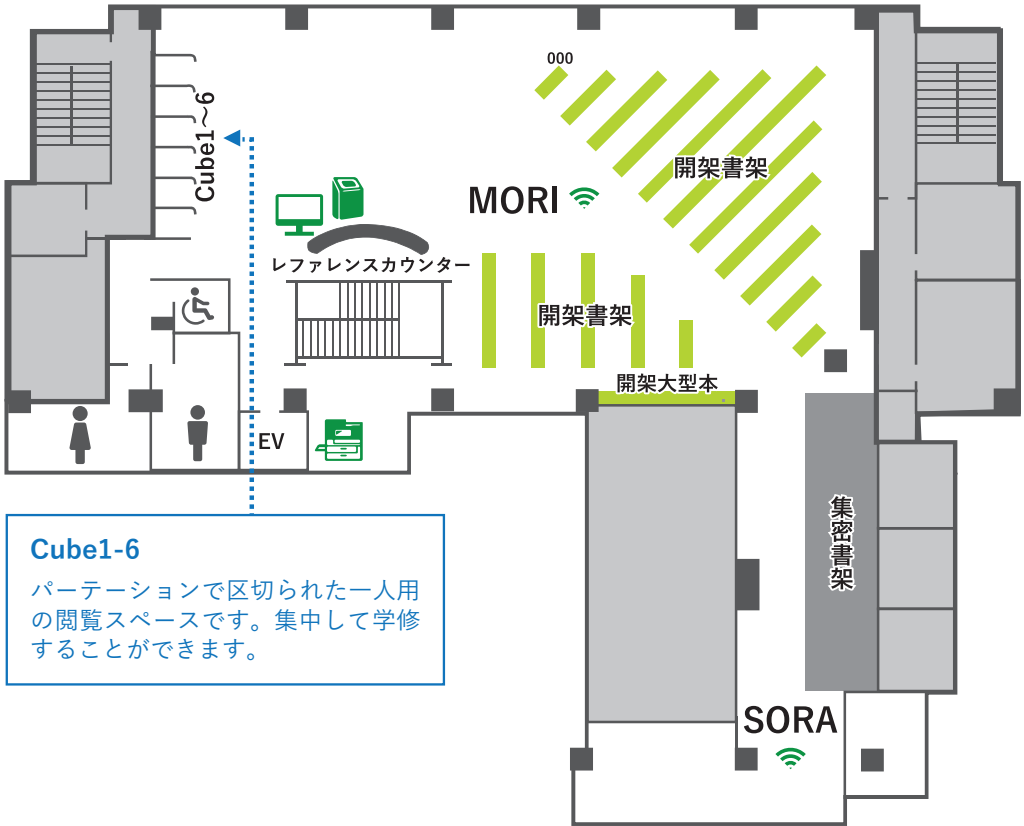 000
Cube1〜6
開架書架
MORI
レファレンスカウンター
開架書架
開架大型本
EV
集密書架
Cube1-6
パーテーションで区切られた一人用
の閲覧スペースです。集中して学修
することができます。
SORA